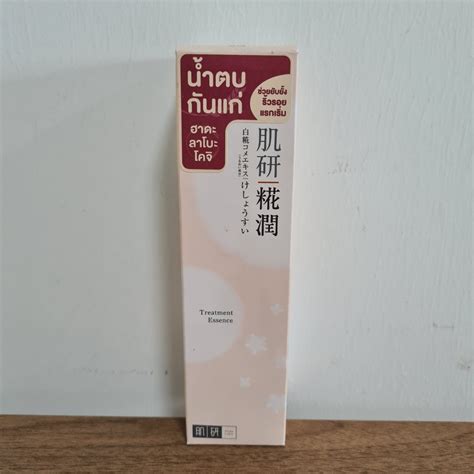 น้ำตบ
กันแก่
ฮาดะ
ลาโบะ
โคจิ
ช่วยยับยั้ง
ริ้วรอย
แรกเริ่ม
肌研
糀潤
白糀コメエキス
けしょうすい
Treatment
Essence
肌 研